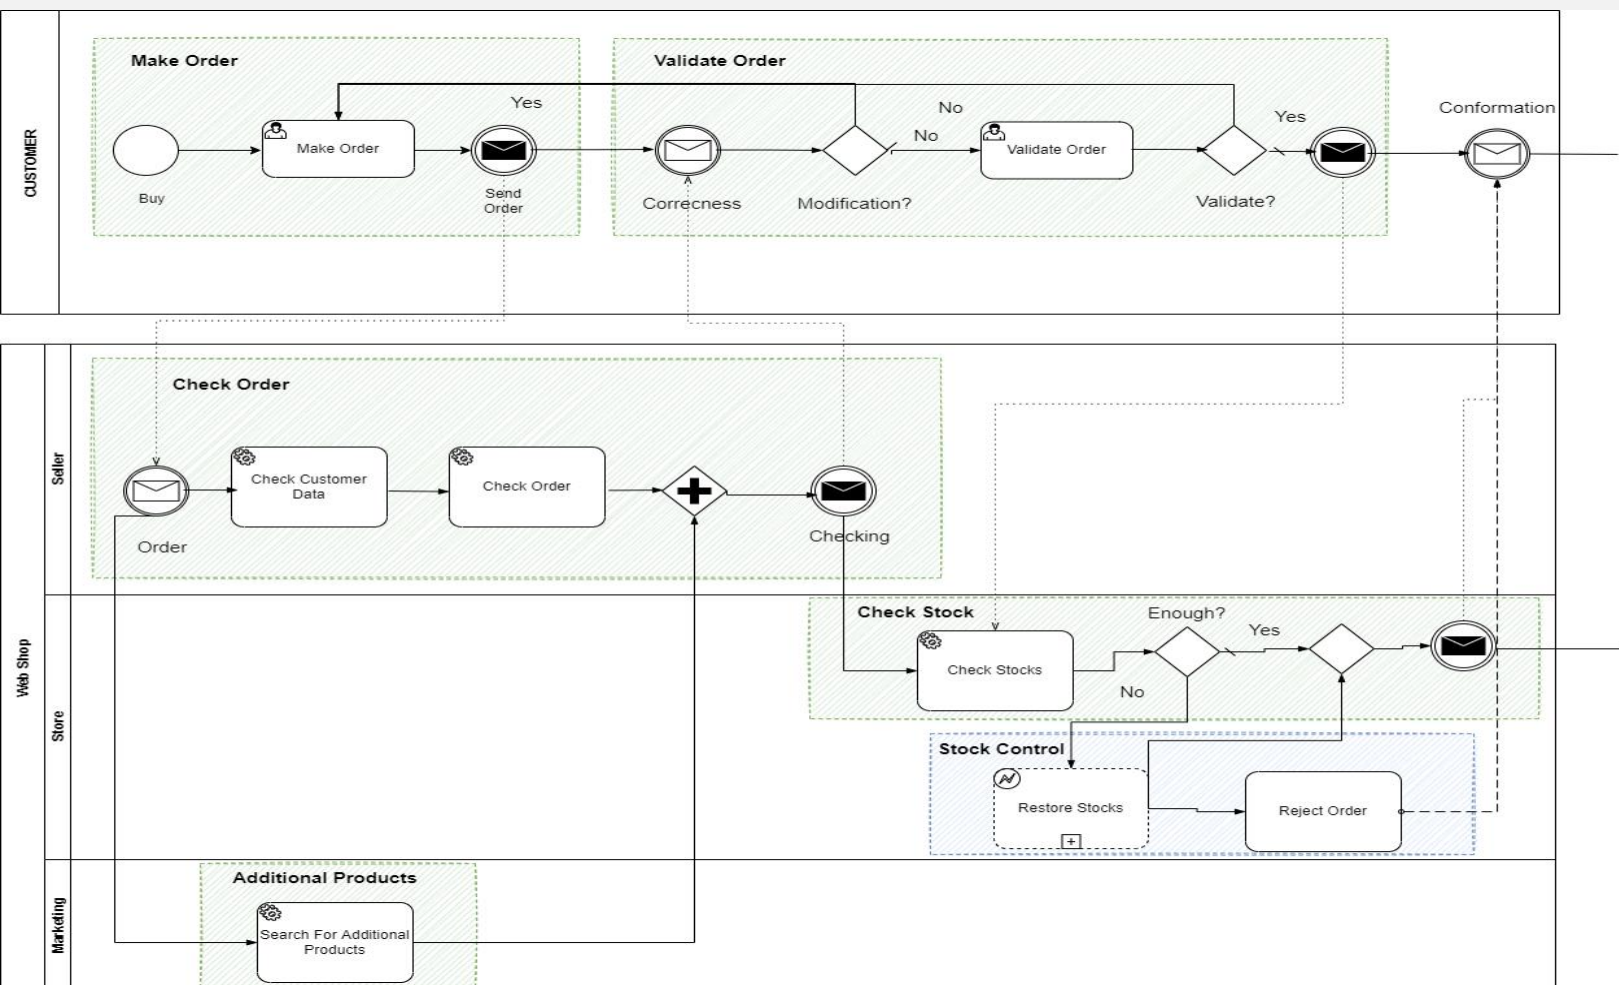 CUSTOMER
Make Order
Validate Order
Yes
No
No
Yes
Conformation
Make Order
Validate Order
Buy
Send
Order
Correcness
Modification?
Validate?
Web Shop
Seller
Check Order
Check Customer
Data
Check Order
Order
Checking
Store
Check Stock
Enough?
Yes
Check Stocks
No
Stock Control
Restore Stocks
Reject Order
Marketing
Additional Products
Search For Additional
Products